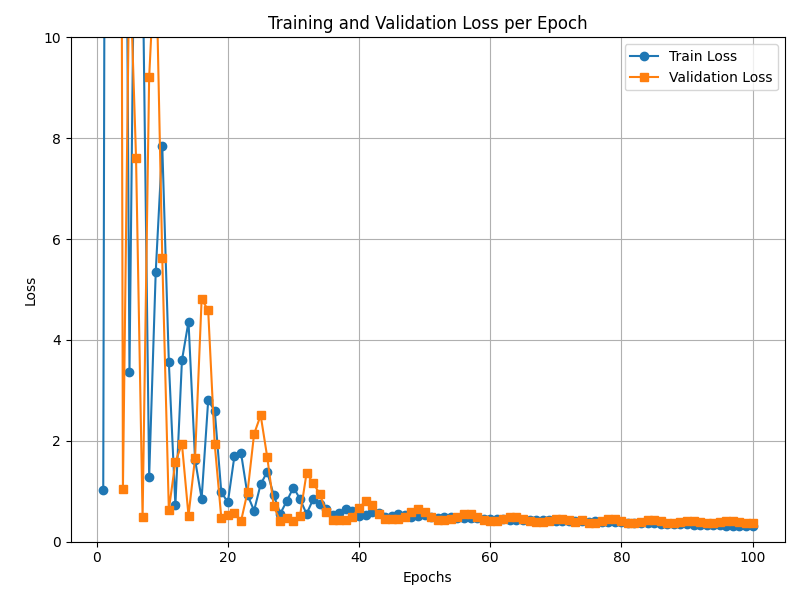 Training and Validation Loss per Epoch
Train Loss
Validation Loss
10
8
6
4
2
0
Loss
0 20 40 60 80 100
Epochs